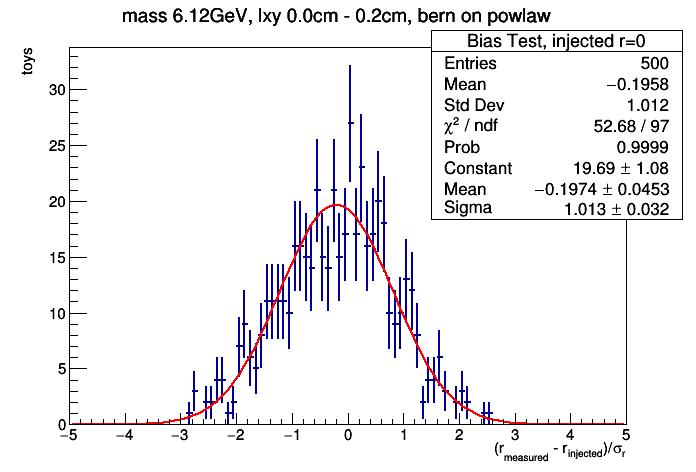 mass 6.12GeV, lxy 0.0cm - 0.2cm, bern on powlaw
Bias Test, injected r=0
Entries 500
Mean −0.1958
Std Dev 1.012
χ² / ndf 52.68 / 97
Prob 0.9999
Constant 19.69 ± 1.08
Mean −0.1974 ± 0.0453
Sigma 1.013 ± 0.032
toys
30
25
20
15
10
5
0
−5 −4 −3 −2 −1 0 1 2 3 4 5
(r_measured - r_injected)/σ_r